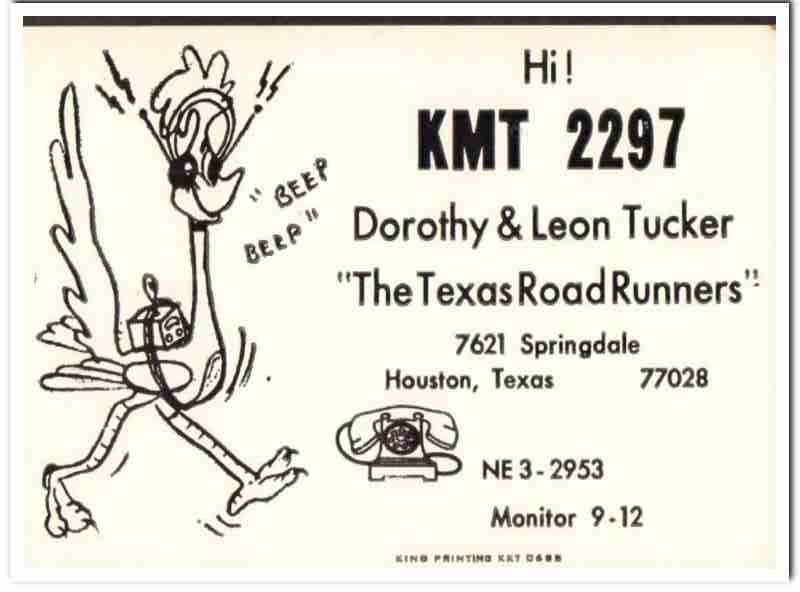 Hi!
KMT 2297
"BEEP
BEEP"
Dorothy & Leon Tucker
"The Texas Road Runners"
7621 Springdale
Houston, Texas 77028
NE 3-2953
Monitor 9-12
KING PRINTING KKT 0688